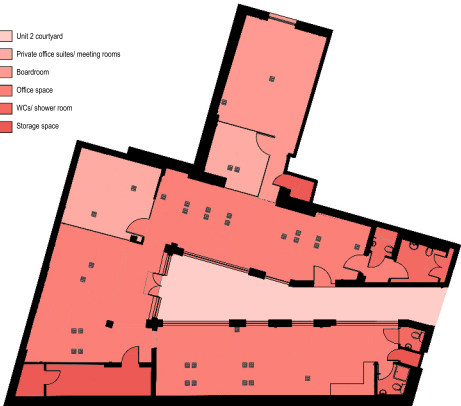 Unit 2 courtyard
Private office suites/ meeting rooms
Boardroom
Office space
WCs/ shower room
Storage space